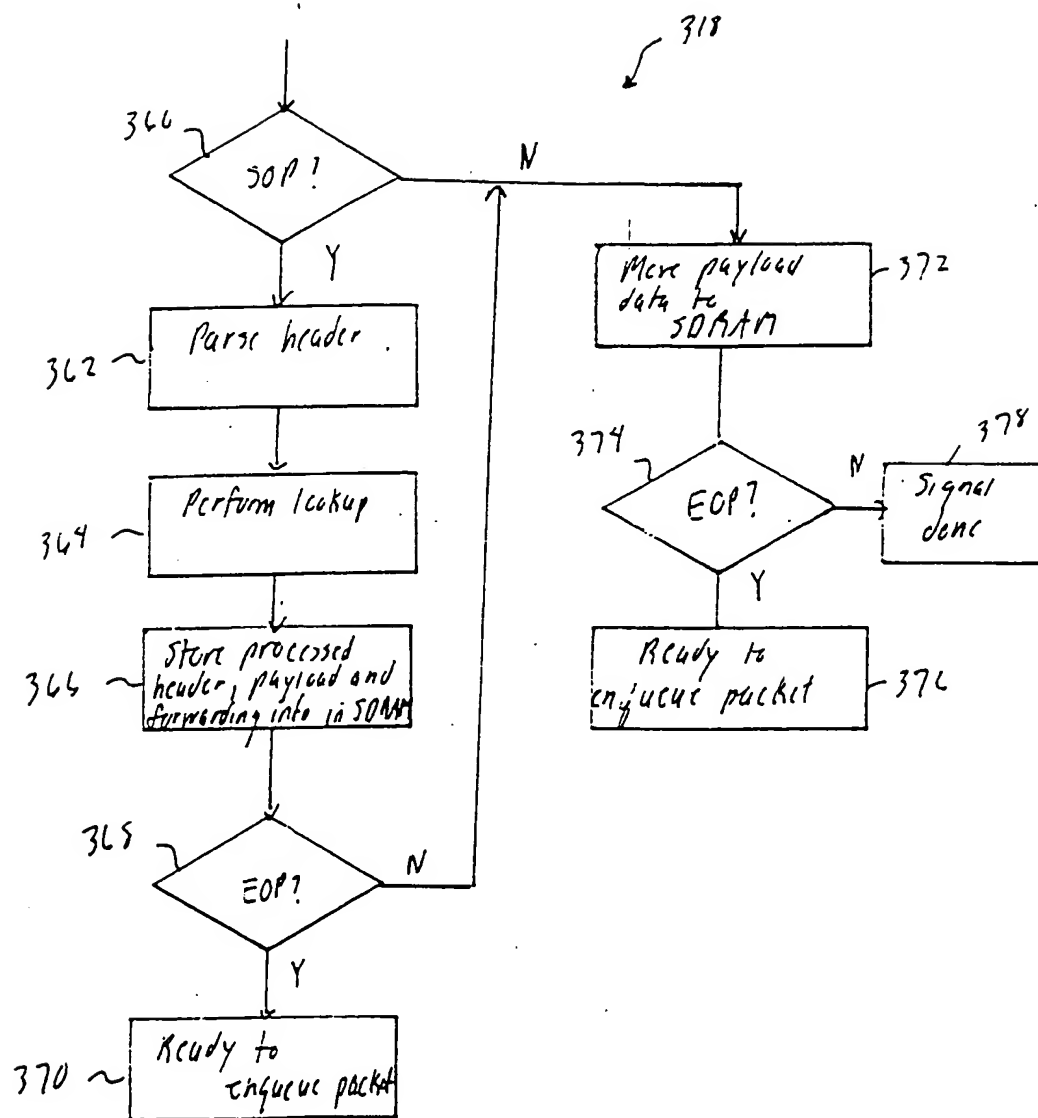 318
360
SOP?
N
Y
Move payload
data to
SDRAM
372
Parse header
362
374
EOP?
N
378
Signal
done
Perform lookup
364
Y
Store processed
header, payload and
forwarding info in SDRAM
366
Ready to
enqueue packet
376
368
EOP?
N
Y
Ready to
enqueue packet
370